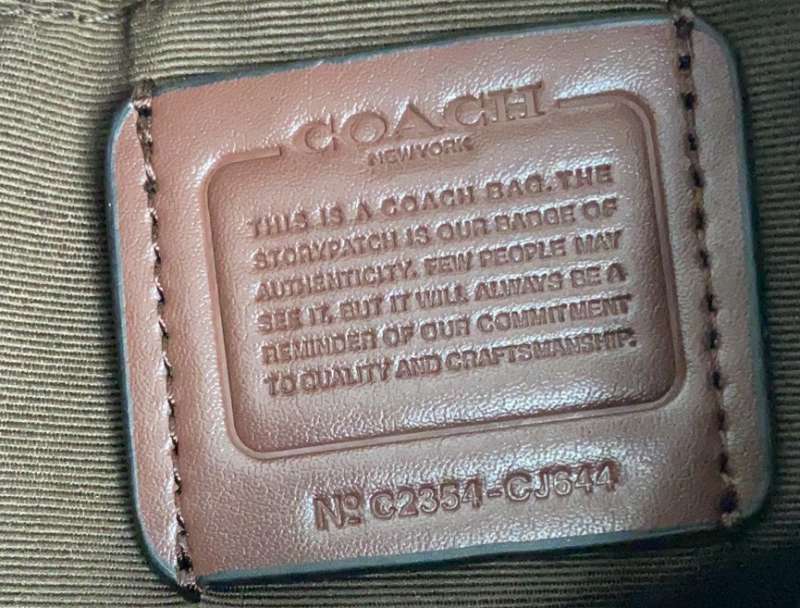 COACH
NEW YORK
THIS IS A COACH BAG. THE
STORYPATCH IS OUR BADGE OF
AUTHENTICITY. FEW PEOPLE MAY
SEE IT, BUT IT WILL ALWAYS BE A
REMINDER OF OUR COMMITMENT
TO QUALITY AND CRAFTSMANSHIP.
Nº C2354-CJ644